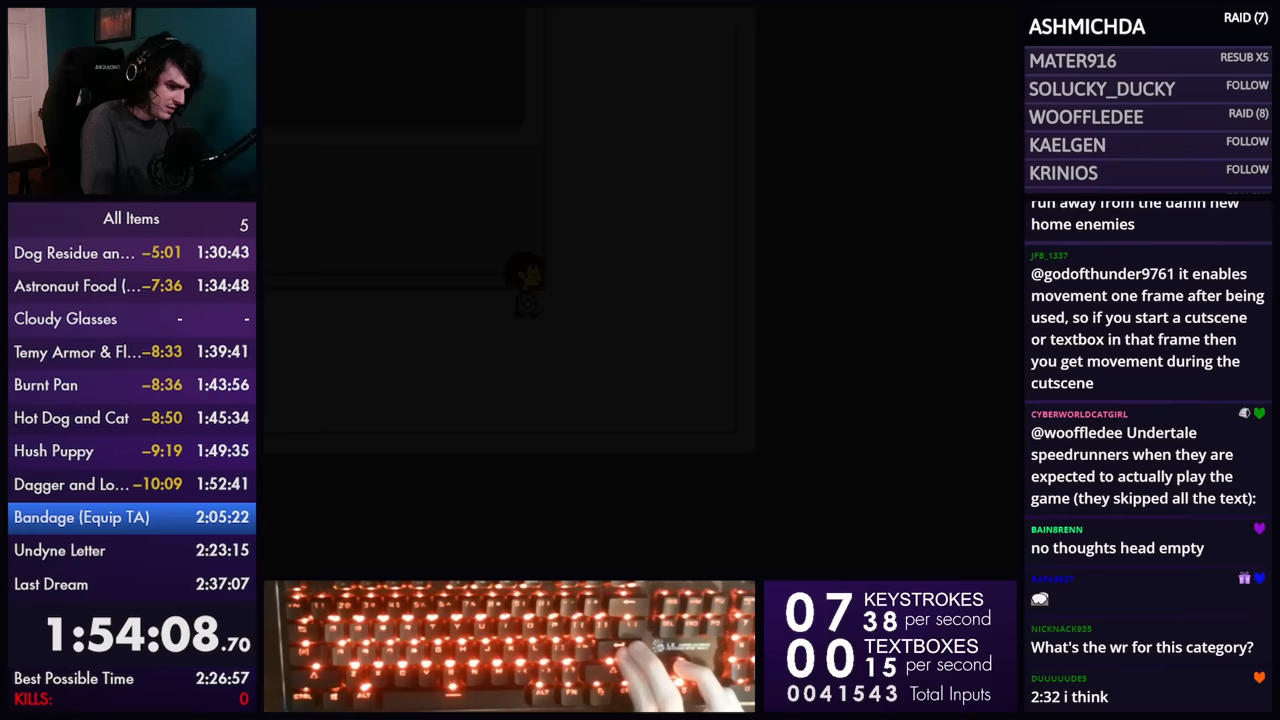 All Items
5
Dog Residue an... −5:01 1:30:43
Astronaut Food (... −7:36 1:34:48
Cloudy Glasses - -
Temy Armor & Fl... −8:33 1:39:41
Burnt Pan −8:36 1:43:56
Hot Dog and Cat −8:50 1:45:34
Hush Puppy −9:19 1:49:35
Dagger and Lo... −10:09 1:52:41
Bandage (Equip TA) 2:05:22
Undyne Letter 2:23:15
Last Dream 2:37:07
1:54:08.70
Best Possible Time 2:26:57
KILLS: 0
07 KEYSTROKES
38 per second
00 TEXTBOXES
15 per second
0041543 Total Inputs
ASHMICHDA RAID (7)
MATER916 RESUB X5
SOLUCKY_DUCKY FOLLOW
WOOFFLEDEE RAID (8)
KAELGEN FOLLOW
KRINIOS FOLLOW
run away from the damn new
home enemies
JFB_1337
@godofthunder9761 it enables
movement one frame after being
used, so if you start a cutscene
or textbox in that frame then
you get movement during the
cutscene
CYBERWORLDCATGIRL
@wooffledee Undertale
speedrunners when they are
expected to actually play the
game (they skipped all the text):
BAIN8RENN
no thoughts head empty
NICKNACK935
What's the wr for this category?
DUUUUUDES
2:32 i think